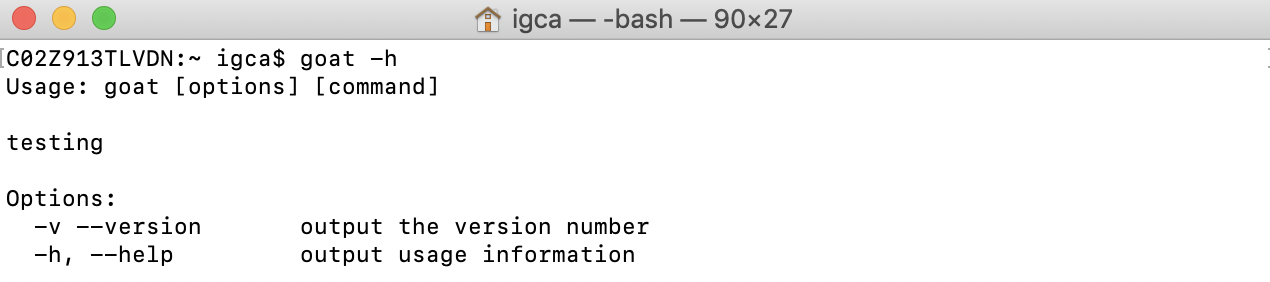 igca — -bash — 90×27
C02Z913TLVDN:~ igca$ goat -h
Usage: goat [options] [command]
testing
Options:
-v --version output the version number
-h, --help output usage information